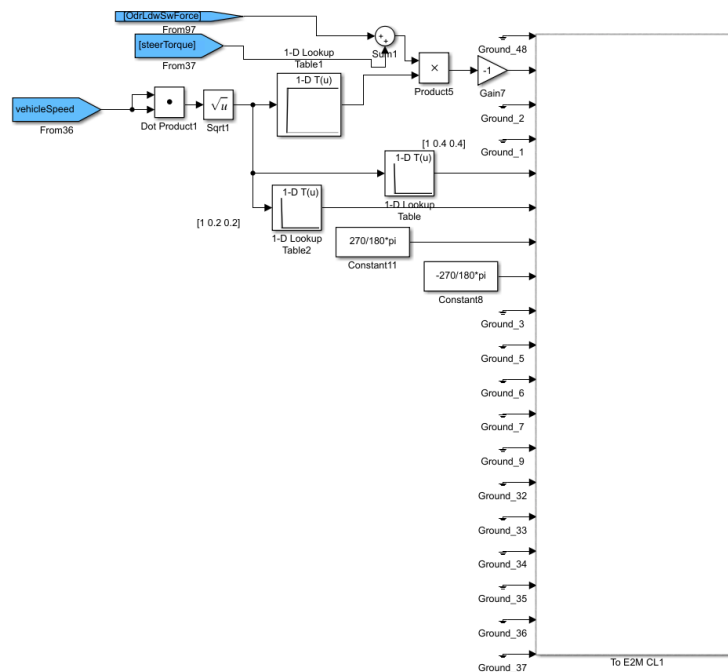 [OdrLdwSwForce]
From97
[steerTorque]
From37
Sum1
1-D Lookup
Table1
Product5
-1
Gain7
vehicleSpeed
From36
Dot Product1
√u
Sqrt1
1-D T(u)
[1 0.4 0.4]
1-D T(u)
1-D Lookup
Table
[1 0.2 0.2]
1-D T(u)
1-D Lookup
Table2
270/180*pi
Constant11
-270/180*pi
Constant8
Ground_48
Ground_2
Ground_1
Ground_3
Ground_5
Ground_6
Ground_7
Ground_9
Ground_32
Ground_33
Ground_34
Ground_35
Ground_36
Ground_37
To E2M CL1